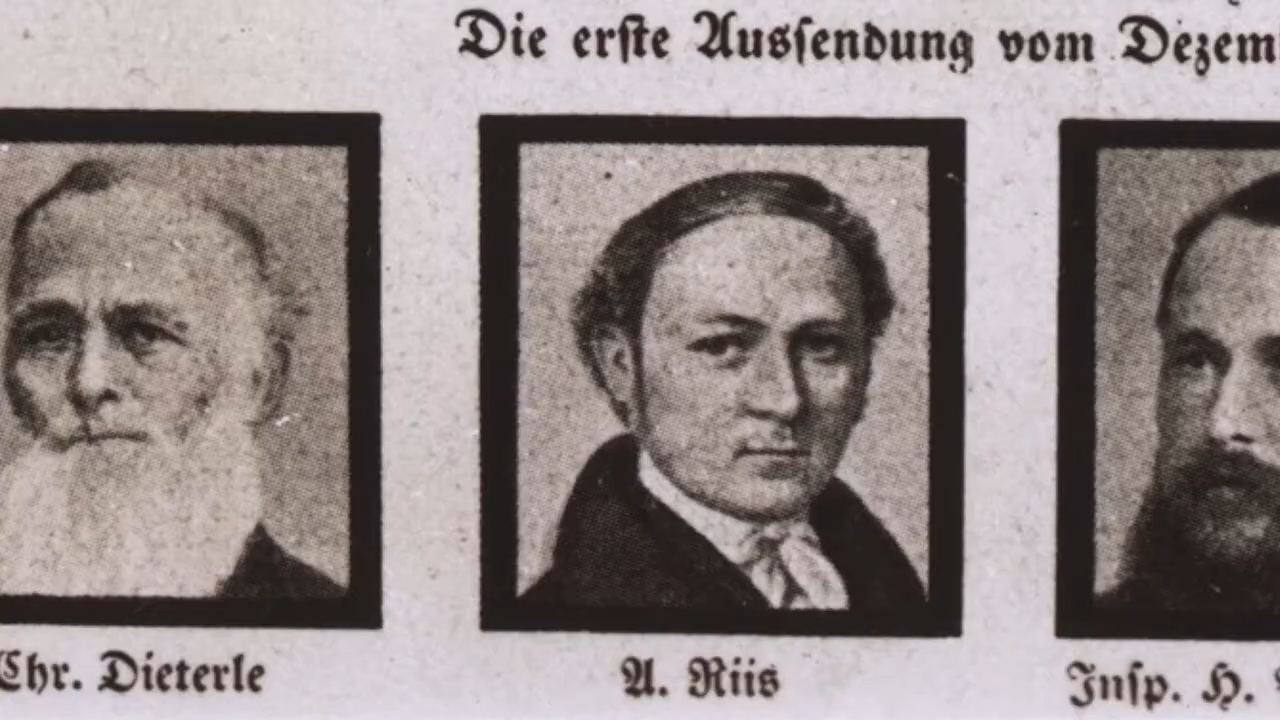 Die erſte Ausſendung vom Dezem
Chr. Dieterle
A. Riis
Inſp. H.